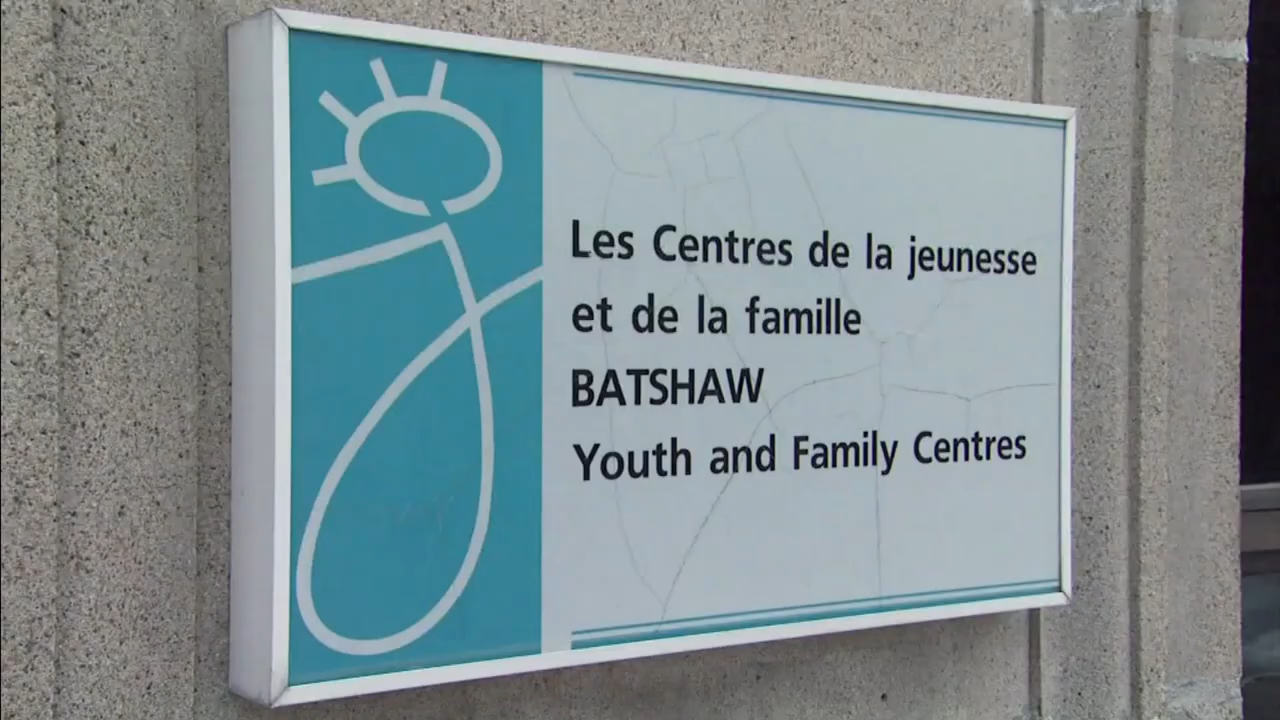 Les Centres de la jeunesse
et de la famille
BATSHAW
Youth and Family Centres